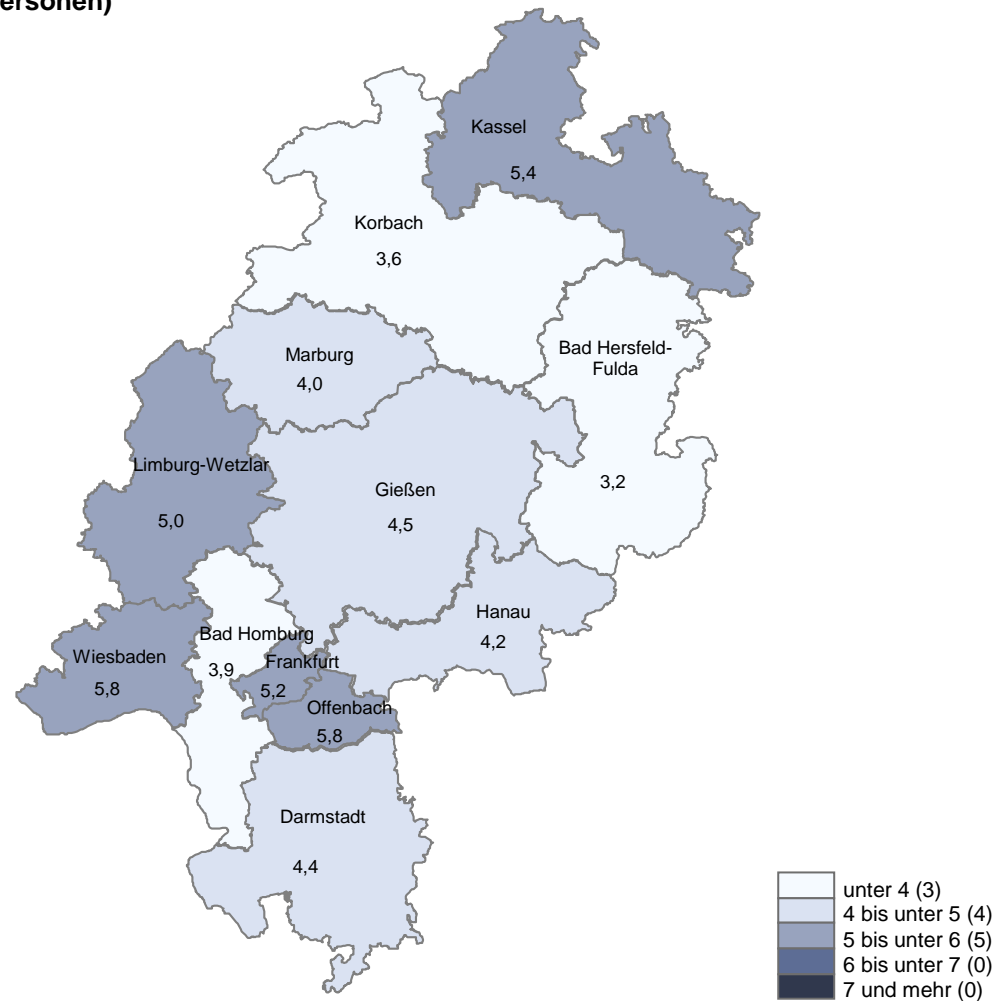 ersonen)
Kassel
5,4
Korbach
3,6
Marburg
4,0
Bad Hersfeld-
Fulda
3,2
Limburg-Wetzlar
5,0
Gießen
4,5
Hanau
4,2
Bad Homburg
3,9
Wiesbaden
5,8
Frankfurt
5,2
Offenbach
5,8
Darmstadt
4,4
unter 4 (3)
4 bis unter 5 (4)
5 bis unter 6 (5)
6 bis unter 7 (0)
7 und mehr (0)